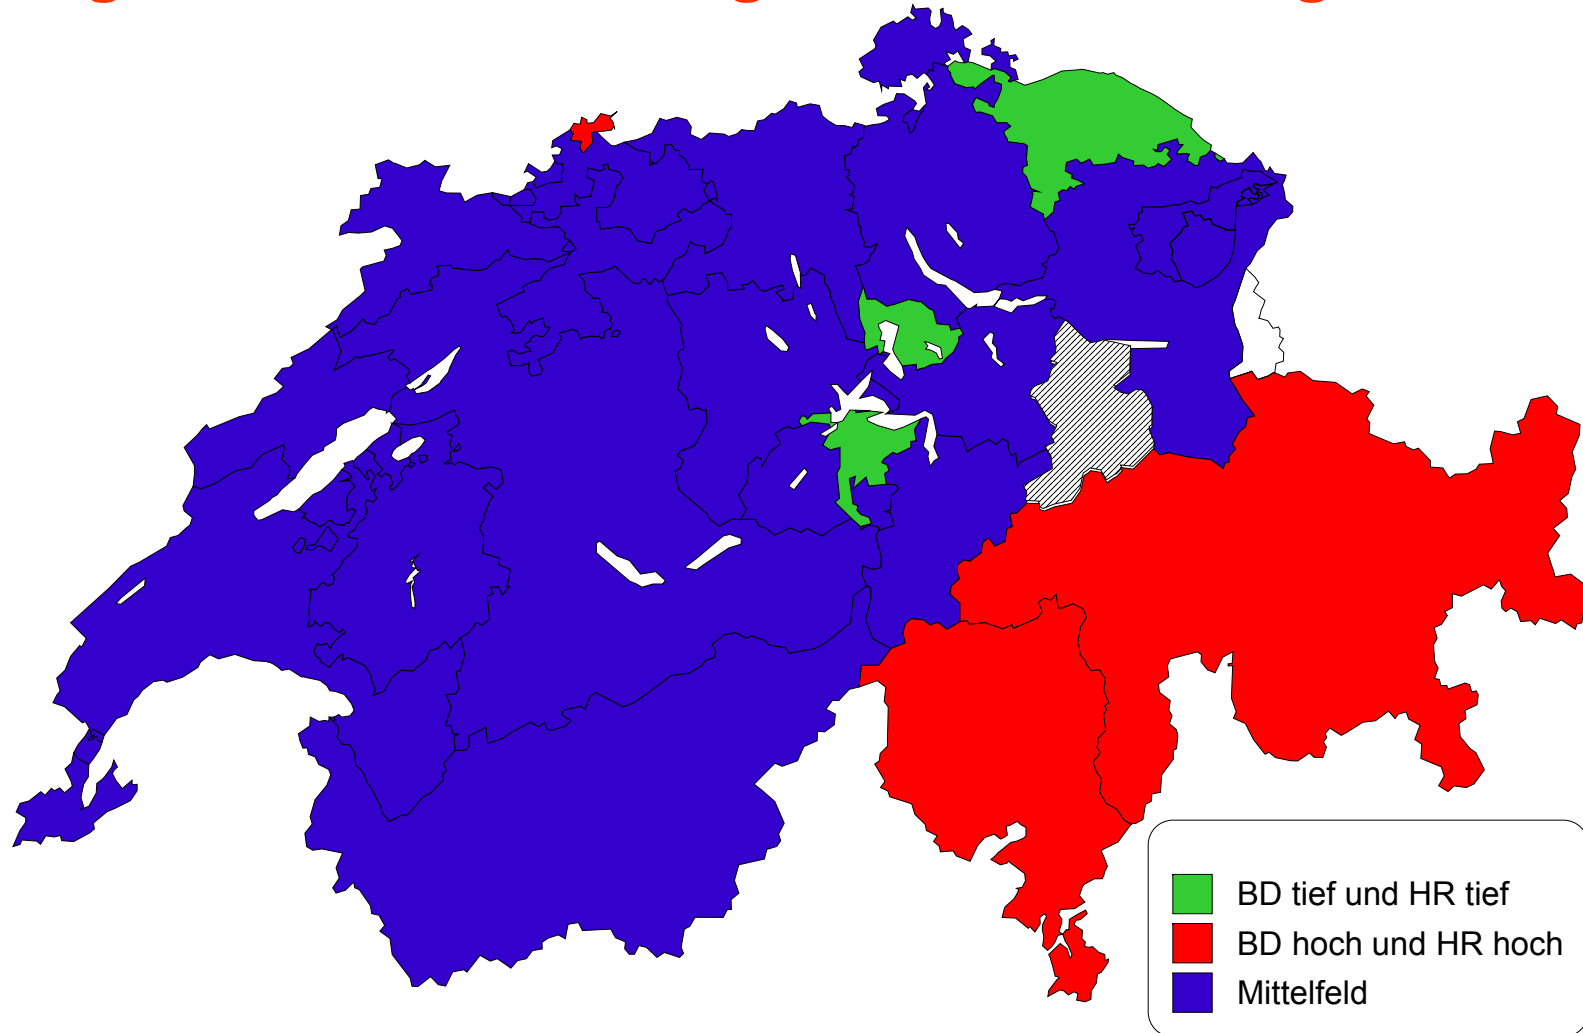 BD tief und HR tief
BD hoch und HR hoch
Mittelfeld